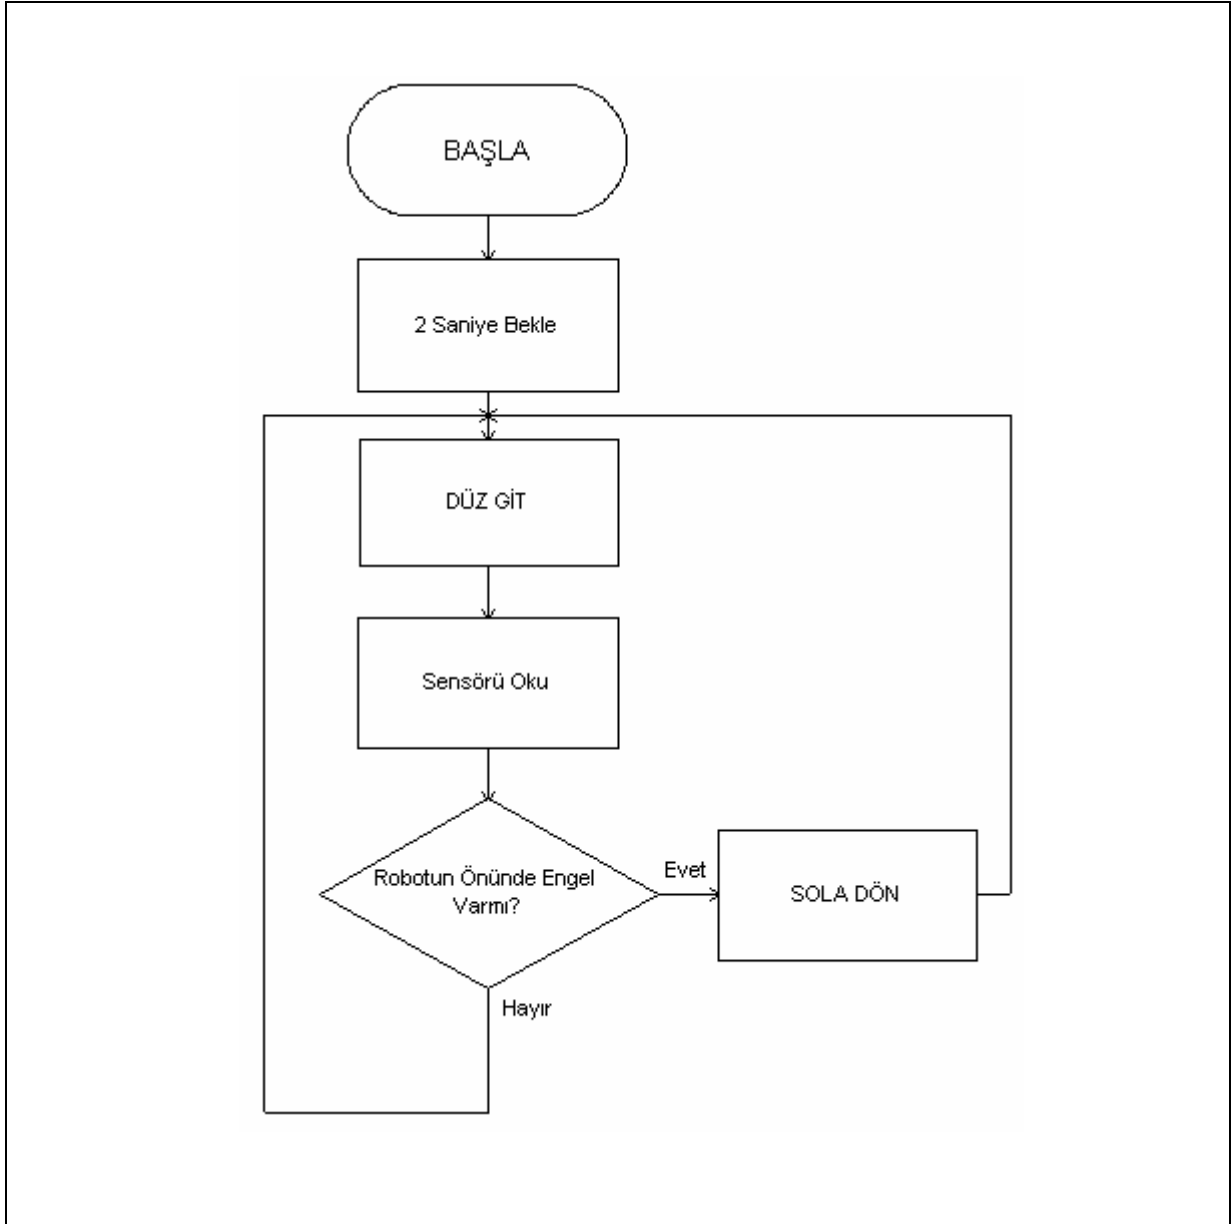 BAŞLA
2 Saniye Bekle
DÜZ GİT
Sensörü Oku
Robotun Önünde Engel
Varmı?
Evet
SOLA DÖN
Hayır